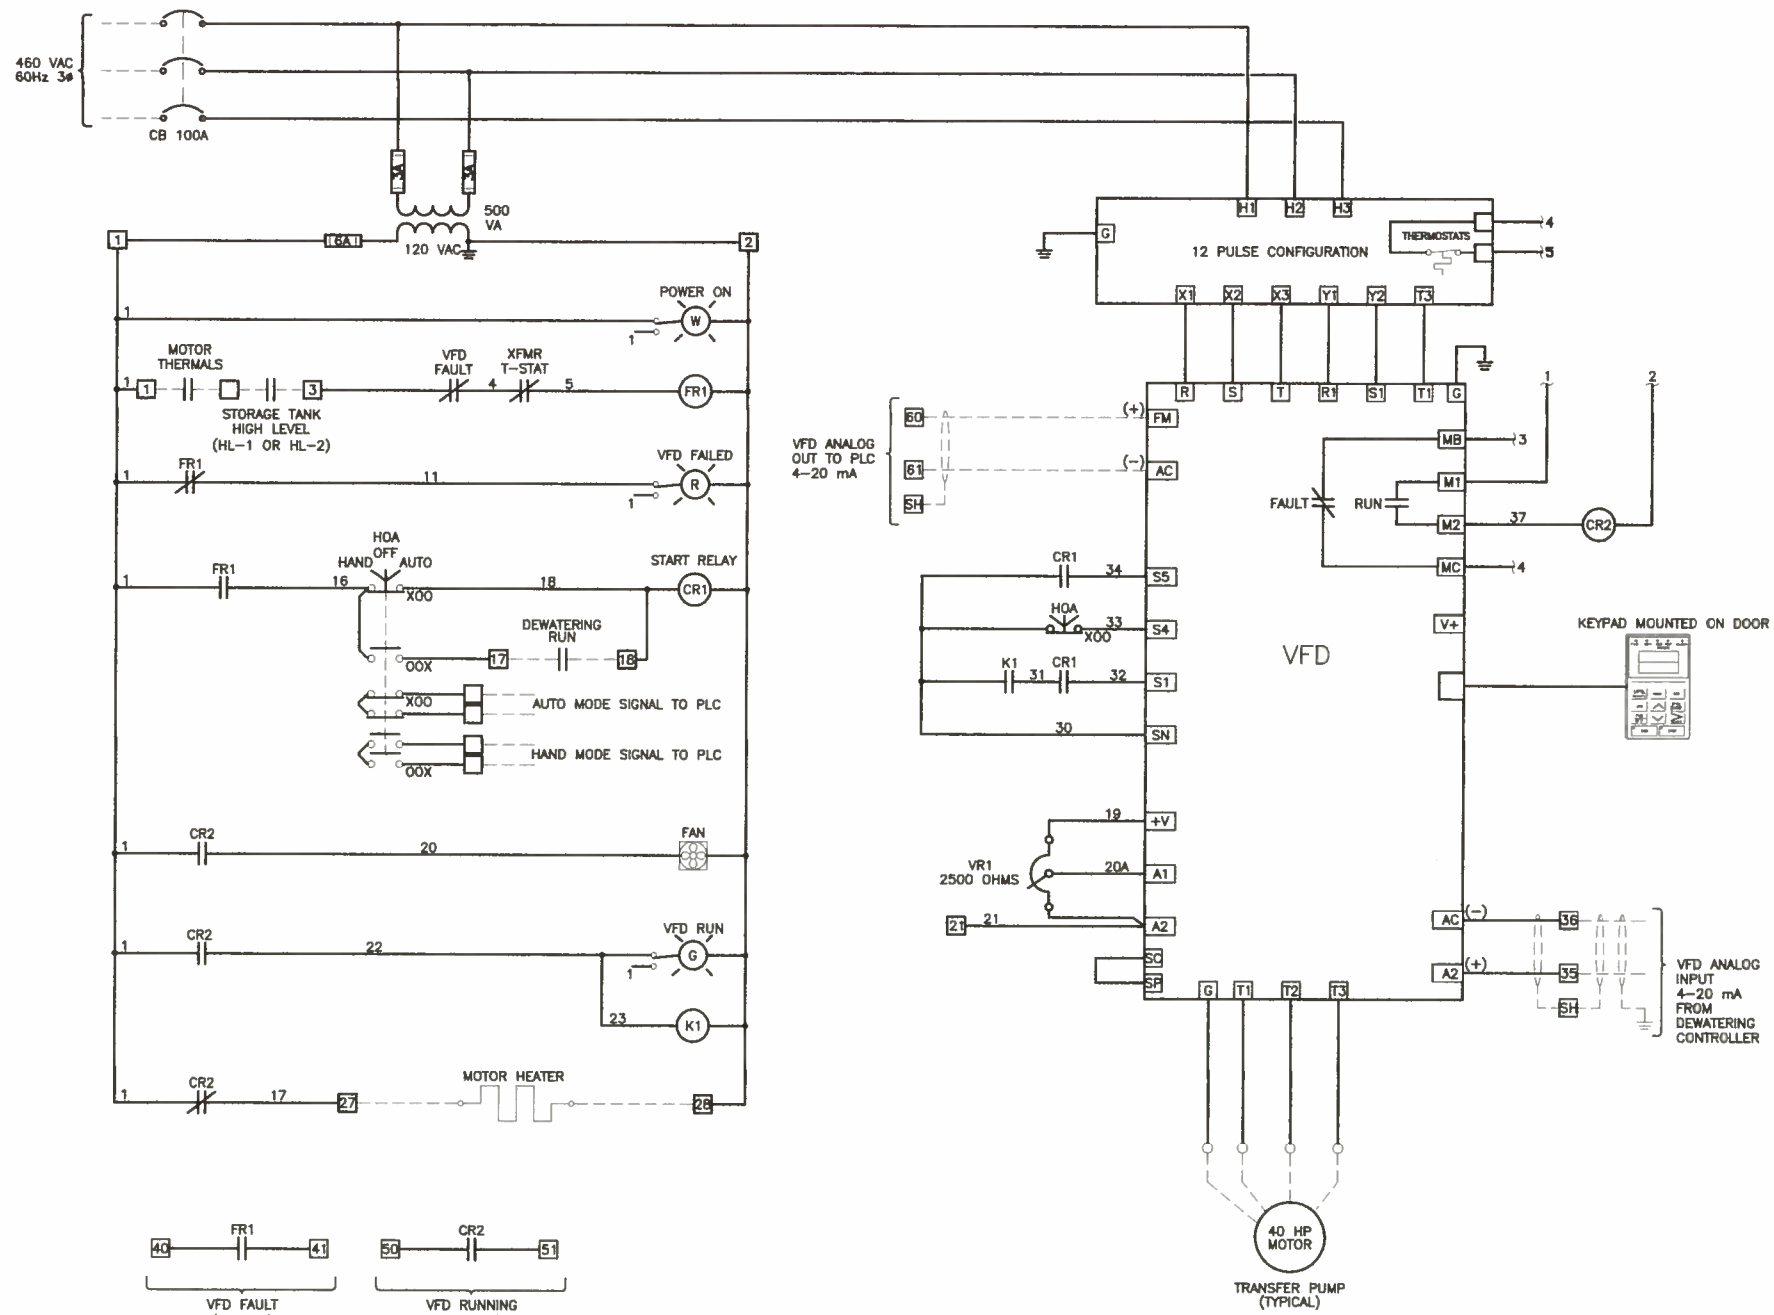 460 VAC
60Hz 3ø
CB 100A
3A
3A
500
VA
1
6A
120 VAC
2
POWER ON
1
W
1
MOTOR
THERMALS
VFD
FAULT
XFMR
T-STAT
1
1
3
4
5
FR1
STORAGE TANK
HIGH LEVEL
(HL-1 OR HL-2)
FR1
VFD FAILED
1
11
R
1
HOA
OFF
HAND
AUTO
START RELAY
1
FR1
16
18
CR1
X00
DEWATERING
RUN
00X
17
18
X00
AUTO MODE SIGNAL TO PLC
HAND MODE SIGNAL TO PLC
00X
CR2
FAN
1
20
CR2
VFD RUN
1
22
G
1
23
K1
CR2
MOTOR HEATER
1
17
27
28
FR1
40
41
VFD FAULT
CR2
50
51
VFD RUNNING
H1
H2
H3
G
12 PULSE CONFIGURATION
THERMOSTATS
4
5
X1
X2
X3
Y1
Y2
T3
R
S
T
R1
S1
T1
G
1
2
VFD ANALOG
OUT TO PLC
4-20 mA
60
(+)
FM
61
(-)
AC
SH
MB
3
M1
FAULT
RUN
M2
37
CR2
MC
4
CR1
34
S5
HOA
33
X00
S4
K1
31
CR1
32
S1
30
SN
V+
VFD
KEYPAD MOUNTED ON DOOR
19
+V
VR1
2500 OHMS
20A
A1
21
21
A2
SC
SP
AC
(-)
36
A2
(+)
35
SH
VFD ANALOG
INPUT
4-20 mA
FROM
DEWATERING
CONTROLLER
G
T1
T2
T3
40 HP
MOTOR
TRANSFER PUMP
(TYPICAL)